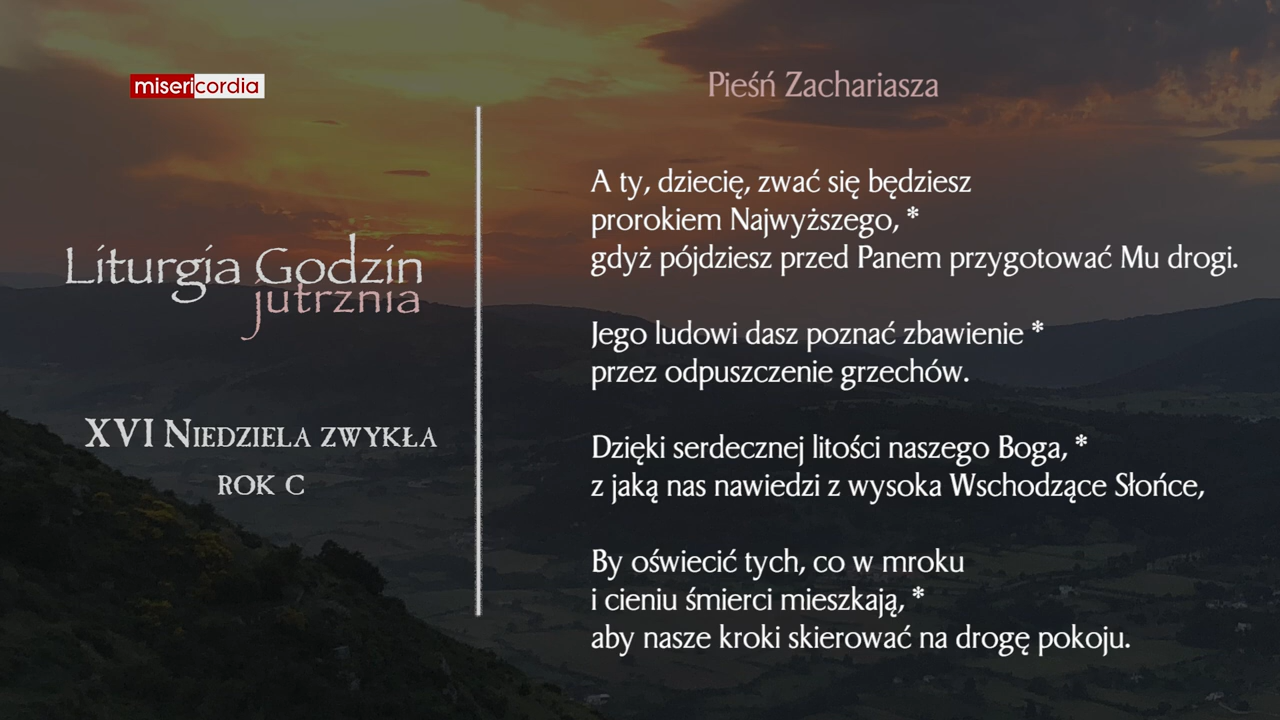 misericordia
Liturgia Godzin
jutrznia
XVI Niedziela zwykła
rok C
Pieśń Zachariasza
A ty, dziecię, zwać się będziesz
prorokiem Najwyższego, *
gdyż pójdziesz przed Panem przygotować Mu drogi.
Jego ludowi dasz poznać zbawienie *
przez odpuszczenie grzechów.
Dzięki serdecznej litości naszego Boga, *
z jaką nas nawiedzi z wysoka Wschodzące Słońce,
By oświecić tych, co w mroku
i cieniu śmierci mieszkają, *
aby nasze kroki skierować na drogę pokoju.